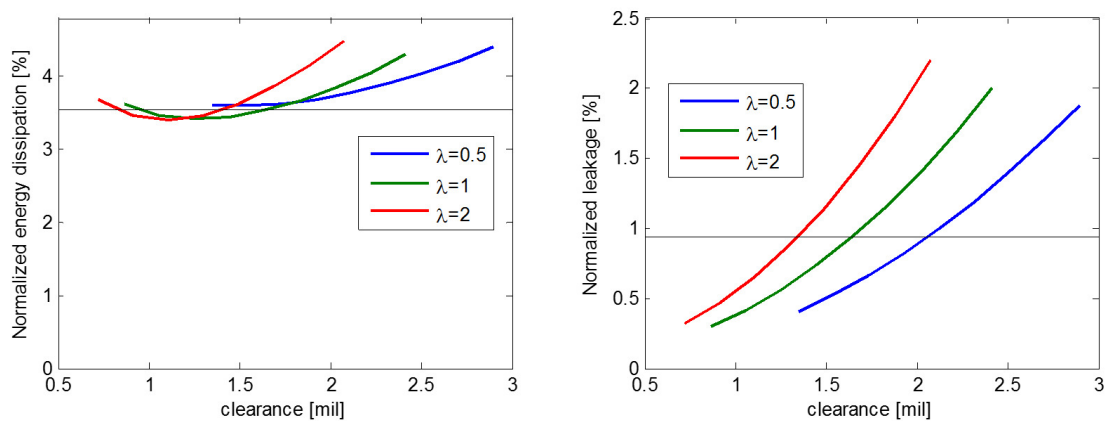 Normalized energy dissipation [%]
4
3
2
1
0
0.5 1 1.5 2 2.5 3
clearance [mil]
λ=0.5
λ=1
λ=2
Normalized leakage [%]
2.5
2
1.5
1
0.5
0
0.5 1 1.5 2 2.5 3
clearance [mil]
λ=0.5
λ=1
λ=2